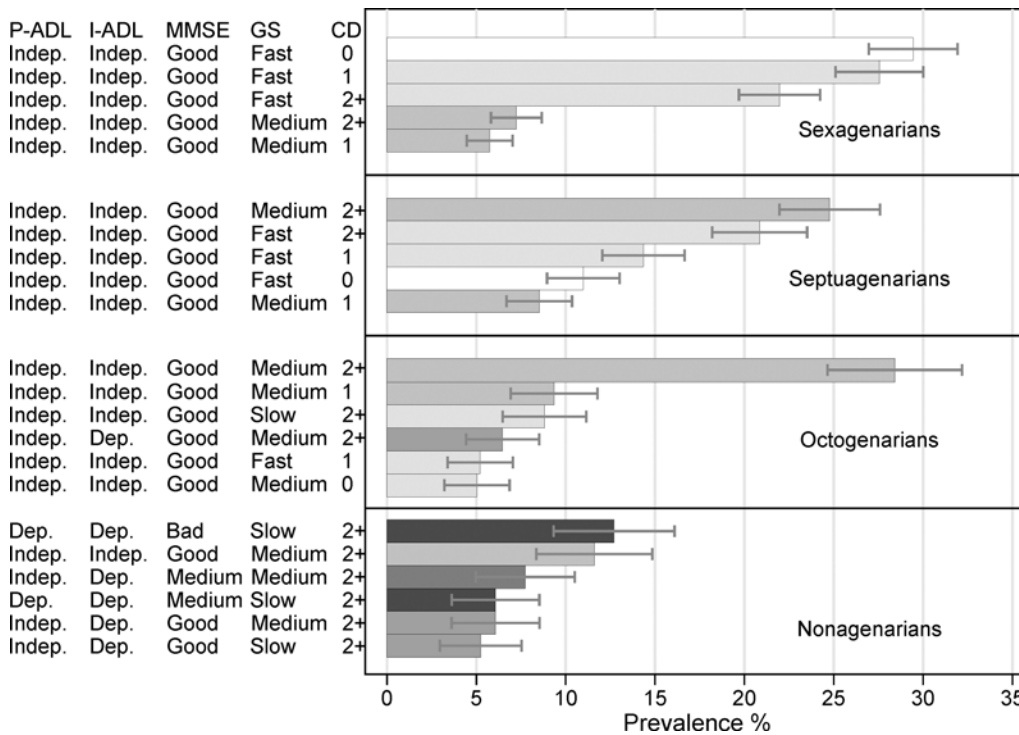 P-ADL I-ADL MMSE GS CD
Indep. Indep. Good Fast 0
Indep. Indep. Good Fast 1
Indep. Indep. Good Fast 2+
Indep. Indep. Good Medium 2+
Indep. Indep. Good Medium 1
Sexagenarians
Indep. Indep. Good Medium 2+
Indep. Indep. Good Fast 2+
Indep. Indep. Good Fast 1
Indep. Indep. Good Fast 0
Indep. Indep. Good Medium 1
Septuagenarians
Indep. Indep. Good Medium 2+
Indep. Indep. Good Medium 1
Indep. Indep. Good Slow 2+
Indep. Dep. Good Medium 2+
Indep. Indep. Good Fast 1
Indep. Indep. Good Medium 0
Octogenarians
Dep. Dep. Bad Slow 2+
Indep. Indep. Good Medium 2+
Indep. Dep. Medium Medium 2+
Dep. Dep. Medium Slow 2+
Indep. Dep. Good Medium 2+
Indep. Dep. Good Slow 2+
Nonagenarians
0 5 10 15 20 25 30 35
Prevalence %